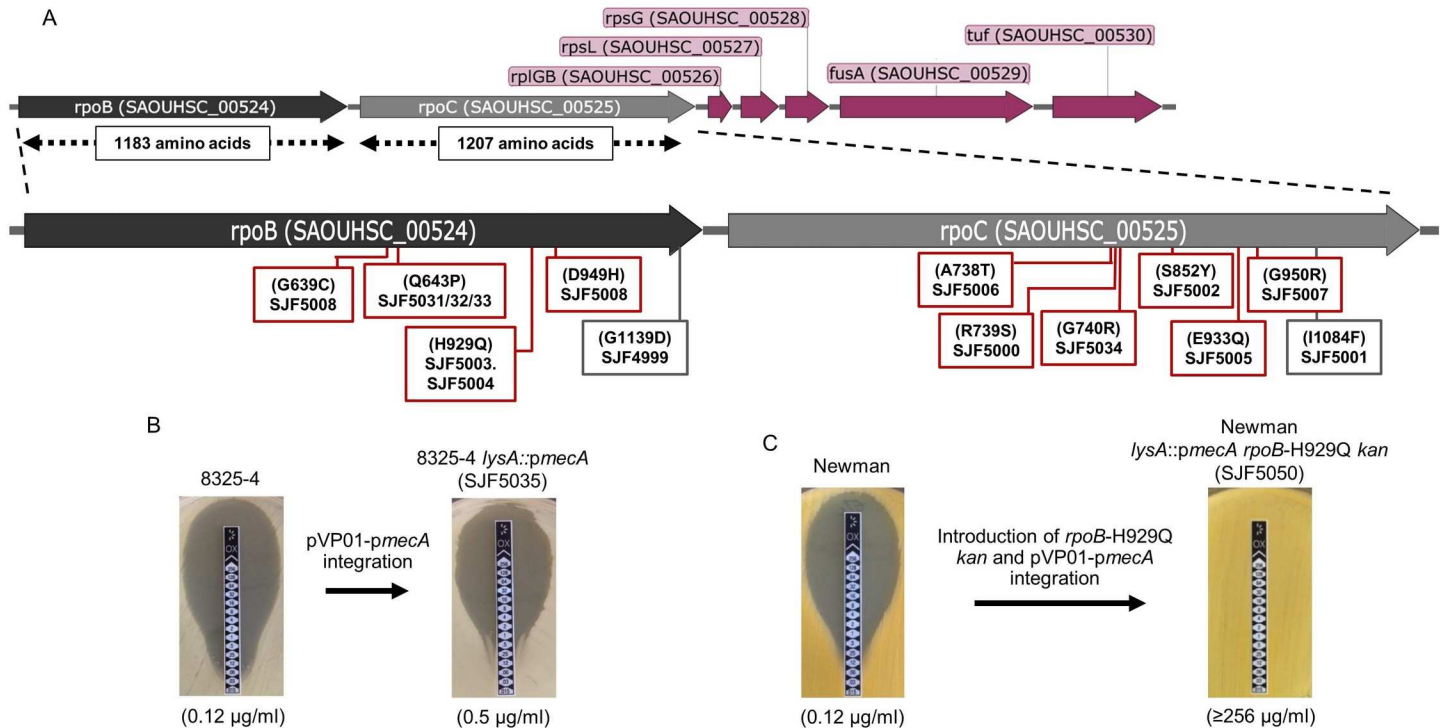 A
rpsG (SAOUHSC_00528)
rpsL (SAOUHSC_00527)
tuf (SAOUHSC_00530)
rplGB (SAOUHSC_00526)
fusA (SAOUHSC_00529)
rpoB (SAOUHSC_00524)
rpoC (SAOUHSC_00525)
1183 amino acids
1207 amino acids
rpoB (SAOUHSC_00524)
rpoC (SAOUHSC_00525)
(G639C)
SJF5008
(Q643P)
SJF5031/32/33
(H929Q)
SJF5003.
SJF5004
(D949H)
SJF5008
(G1139D)
SJF4999
(A738T)
SJF5006
(R739S)
SJF5000
(G740R)
SJF5034
(S852Y)
SJF5002
(E933Q)
SJF5005
(G950R)
SJF5007
(I1084F)
SJF5001
B
8325-4
pVP01-pmecA
integration
8325-4 lysA::pmecA
(SJF5035)
OX
OX
(0.12 µg/ml)
(0.5 µg/ml)
C
Newman
Introduction of rpoB-H929Q
kan and pVP01-pmecA
integration
Newman
lysA::pmecA rpoB-H929Q kan
(SJF5050)
OX
OX
(0.12 µg/ml)
(≥256 µg/ml)